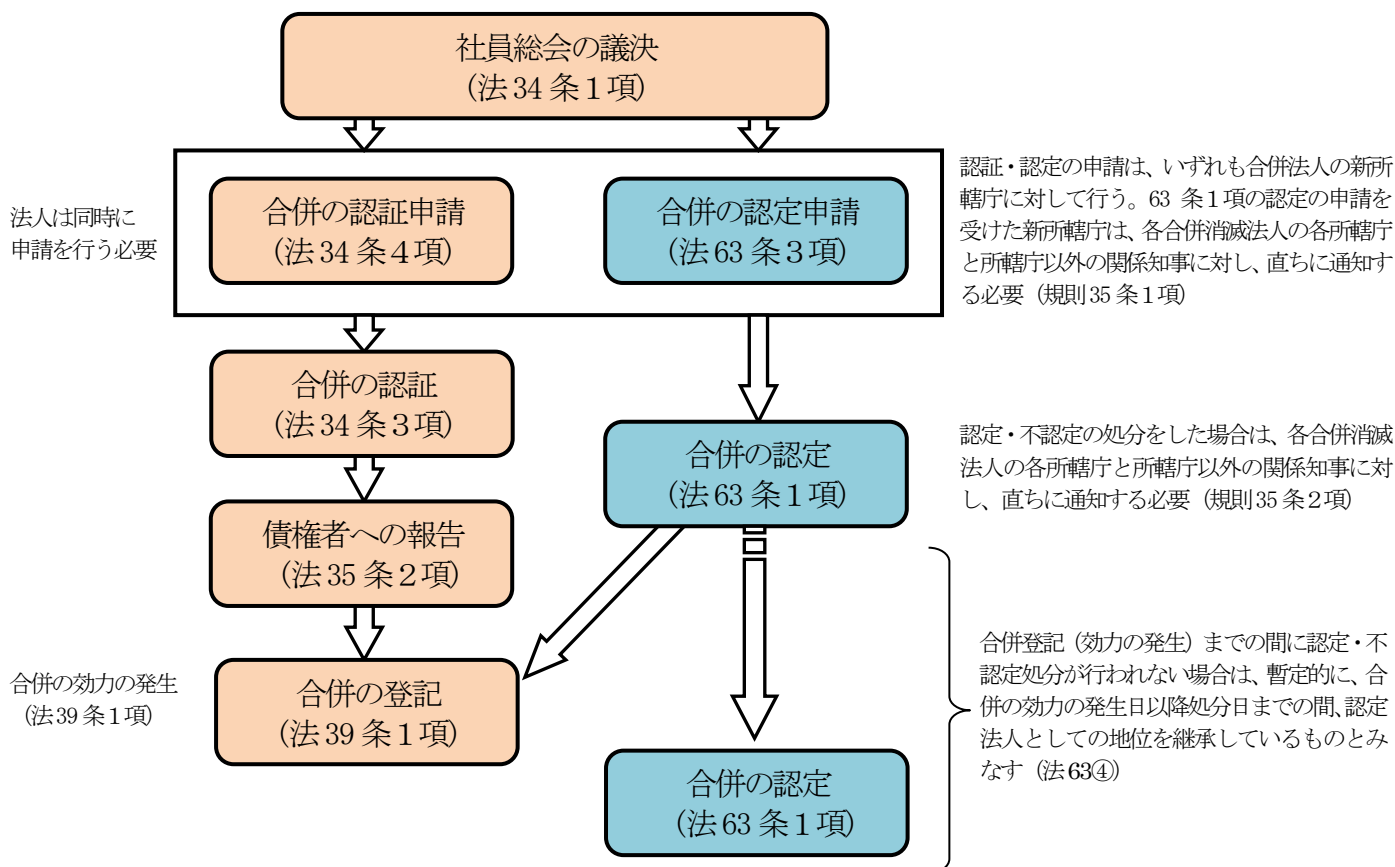 社員総会の議決
（法 34 条１項）
法人は同時に
申請を行う必要
合併の認証申請
（法 34 条４項）
合併の認定申請
（法 63 条３項）
認証・認定の申請は、いずれも合併法人の新所
轄庁に対して行う。63 条１項の認定の申請を
受けた新所轄庁は、各合併消滅法人の各所轄庁
と所轄庁以外の関係知事に対し、直ちに通知す
る必要（規則 35 条１項）
合併の認証
（法 34 条３項）
合併の認定
（法 63 条１項）
認定・不認定の処分をした場合は、各合併消滅
法人の各所轄庁と所轄庁以外の関係知事に対
し、直ちに通知する必要（規則 35 条２項）
債権者への報告
（法 35 条２項）
合併の効力の発生
（法 39 条１項）
合併の登記
（法 39 条１項）
合併登記（効力の発生）までの間に認定・不
認定処分が行われない場合は、暫定的に、合
併の効力の発生日以降処分日までの間、認定
法人としての地位を継承しているものとみ
なす（法 63④）
合併の認定
（法 63 条１項）